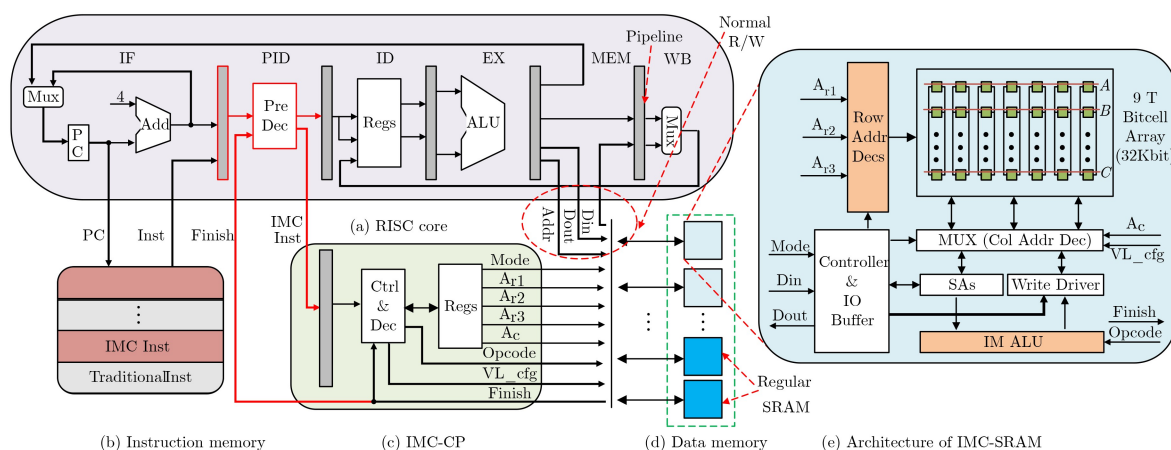 Normal
R/W
Pipeline
IF
PID
ID
EX
MEM
WB
Mux
4
Add
P
C
Pre
Dec
Regs
ALU
Mux
PC
Inst
Finish
IMC
Inst
(a) RISC core
Addr
Dout
Din
IMC Inst
TraditionalInst
Ctrl
&
Dec
Regs
Mode
Ar1
Ar2
Ar3
Ac
Opcode
VL_cfg
Finish
Regular
SRAM
Ar1
Ar2
Ar3
Row
Addr
Decs
A
B
C
9 T
Bitcell
Array
(32Kbit)
Mode
Din
Dout
Controller
&
IO
Buffer
MUX (Col Addr Dec)
Ac
VL_cfg
SAs
Write Driver
IM ALU
Finish
Opcode
(b) Instruction memory
(c) IMC-CP
(d) Data memory
(e) Architecture of IMC-SRAM